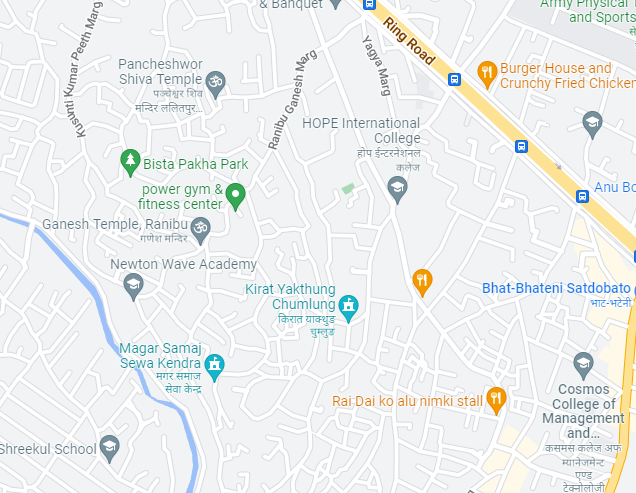 & Banquet
Army Physical T
and Sports
Ring Road
Kusunti Kumar Peeth Marg
Yagya Marg
Ranibu Ganesh Marg
Pancheshwor
Shiva Temple
पञ्चेश्वर शिव
मन्दिर ललितपुर...
Burger House and
Crunchy Fried Chicken
HOPE International
College
होप ईन्टरनेशनल
कलेज
Bista Pakha Park
power gym &
fitness center
Anu Bo
Ganesh Temple, Ranibu
गणेश मन्दिर
Newton Wave Academy
Kirat Yakthung
Chumlung
किरात याक्थुङ
चुम्लुङ
Bhat-Bhateni Satdobato
भाट-भटेनी
Magar Samaj
Sewa Kendra
मगर समाज
सेवा केन्द्र
Rai Dai ko alu nimki stall
Cosmos
College of
Management
and...
कसमस कलेज अफ
म्यानेजमेन्ट
एण्ड
टेक्नोलोजी
Shreekul School